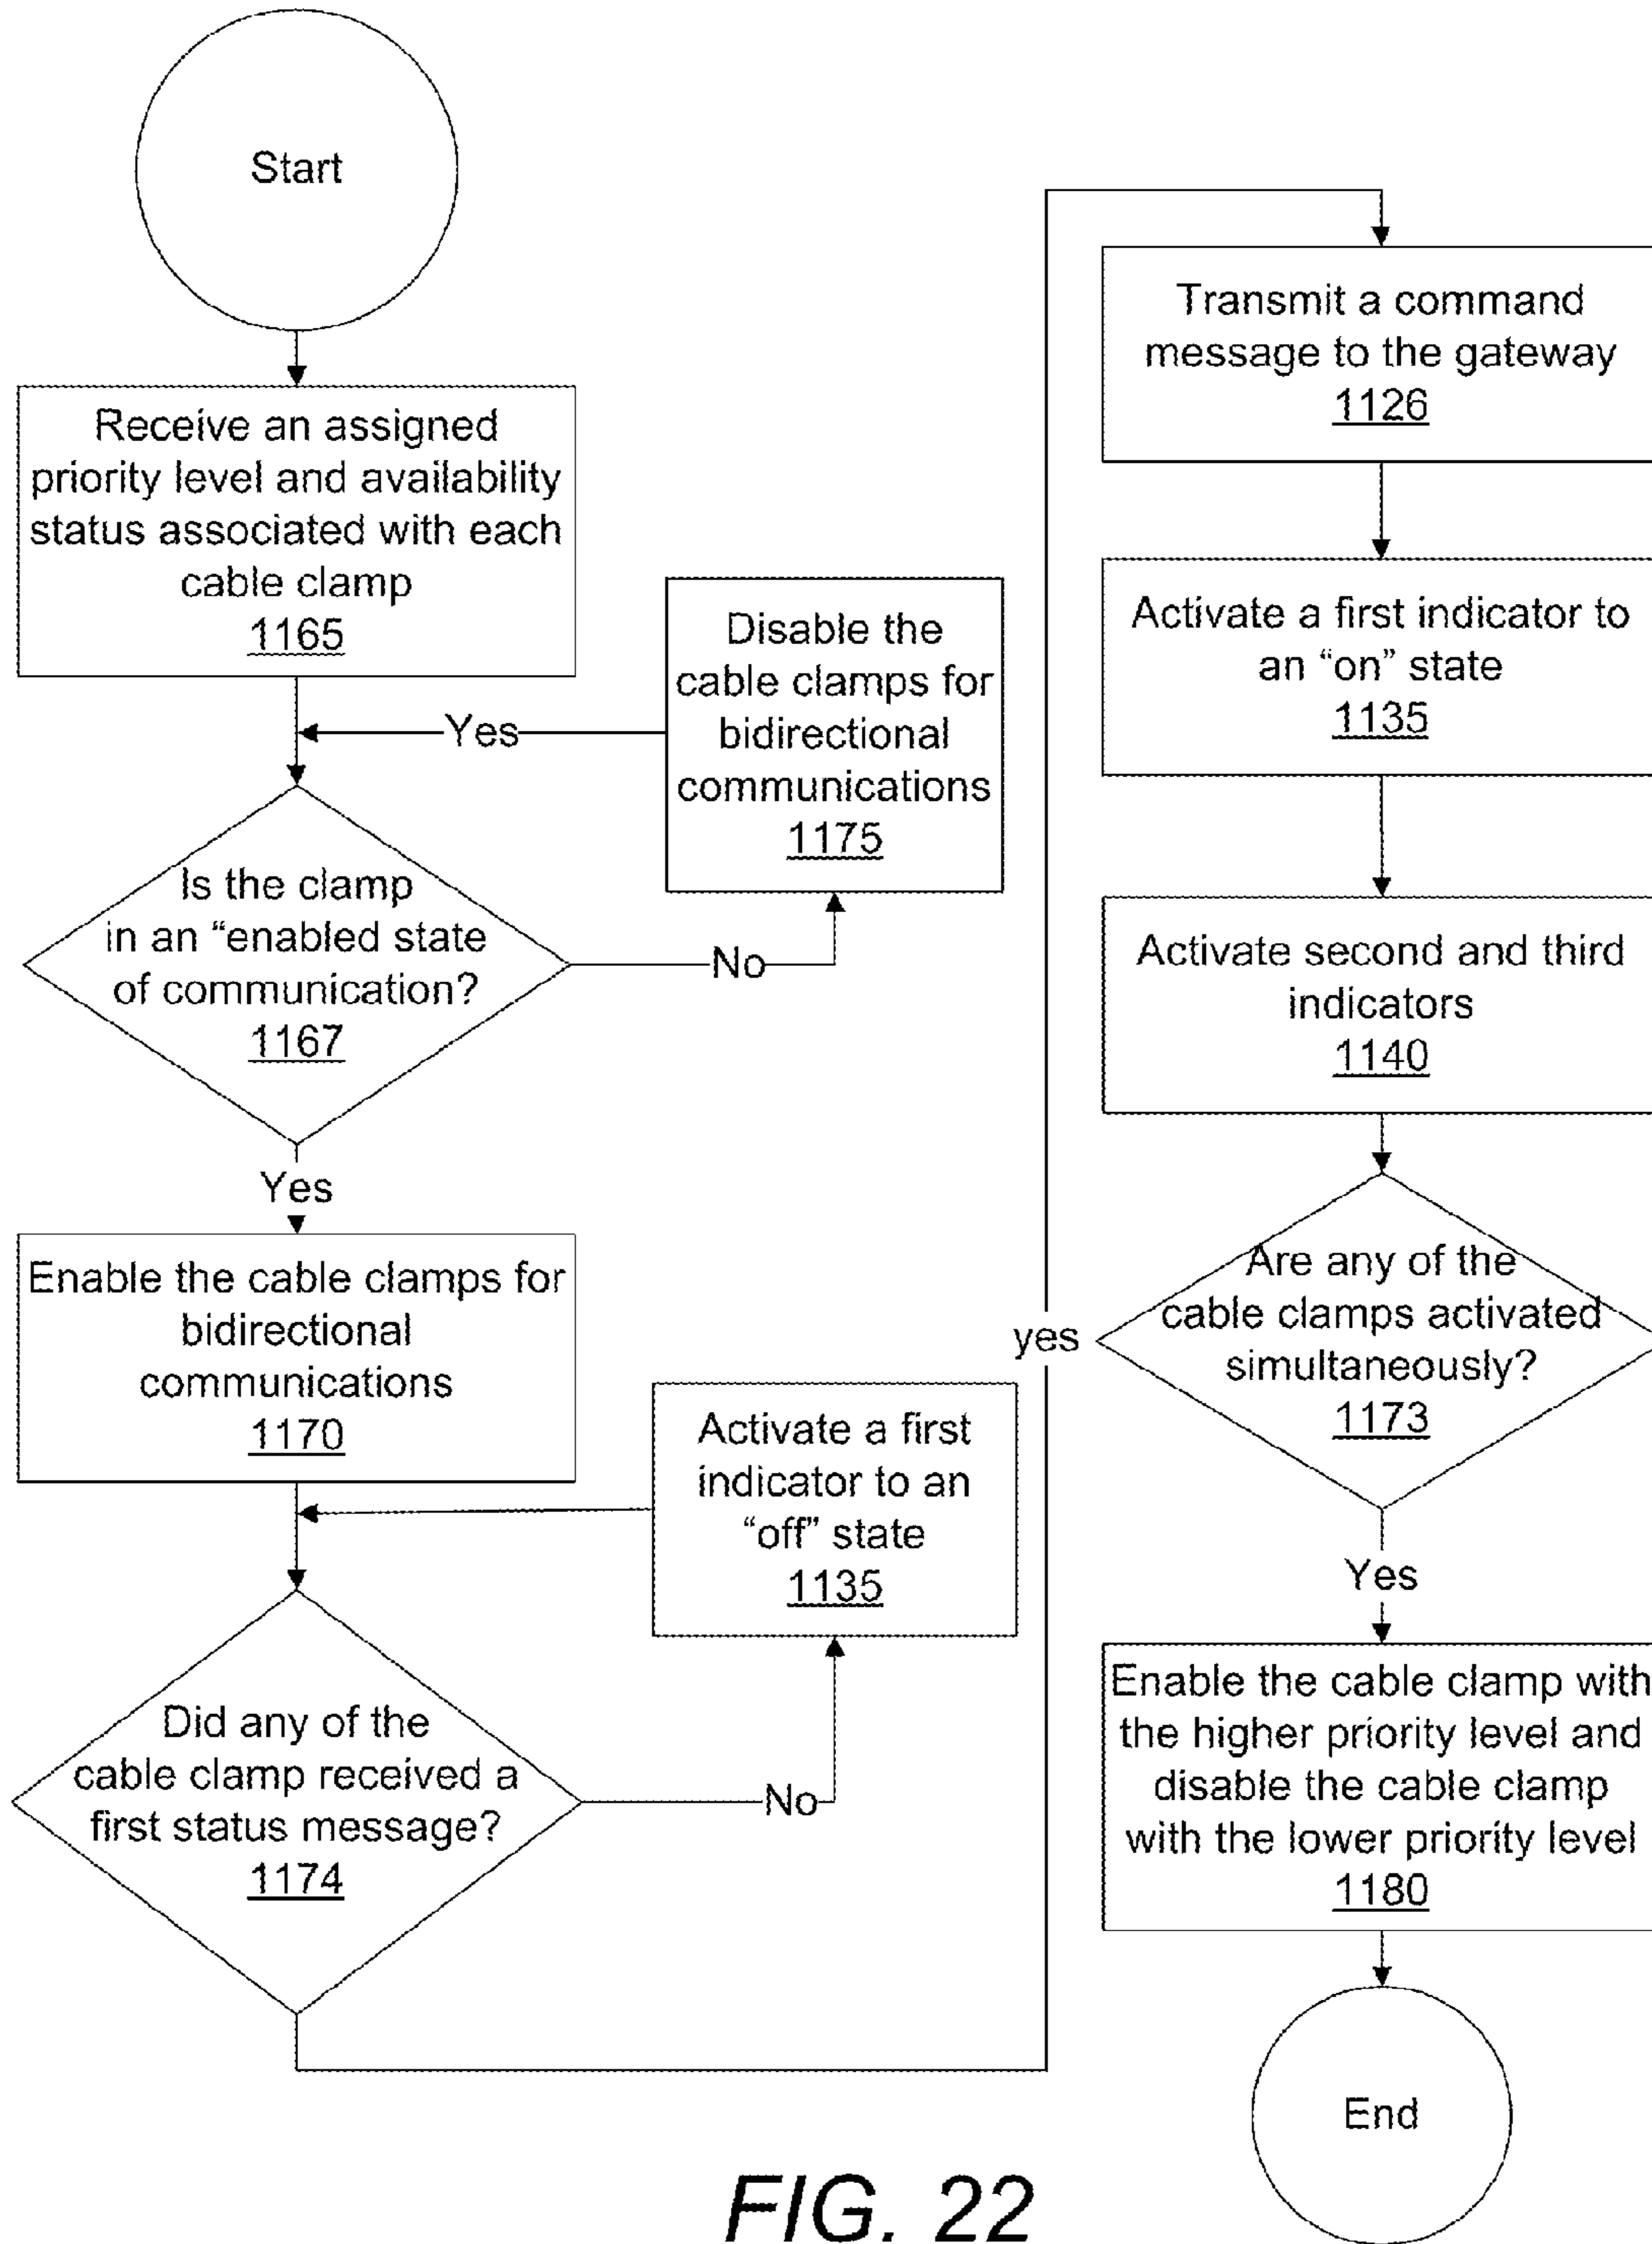 Start
Receive an assigned
priority level and availability
status associated with each
cable clamp
1165
Yes
Disable the
cable clamps for
bidirectional
communications
1175
Is the clamp
in an “enabled state
of communication?
1167
No
Yes
Enable the cable clamps for
bidirectional
communications
1170
Activate a first
indicator to an
“off” state
1135
Did any of the
cable clamp received a
first status message?
1174
No
yes
Transmit a command
message to the gateway
1126
Activate a first indicator to
an “on” state
1135
Activate second and third
indicators
1140
Are any of the
cable clamps activated
simultaneously?
1173
Yes
Enable the cable clamp with
the higher priority level and
disable the cable clamp
with the lower priority level
1180
End
FIG. 22